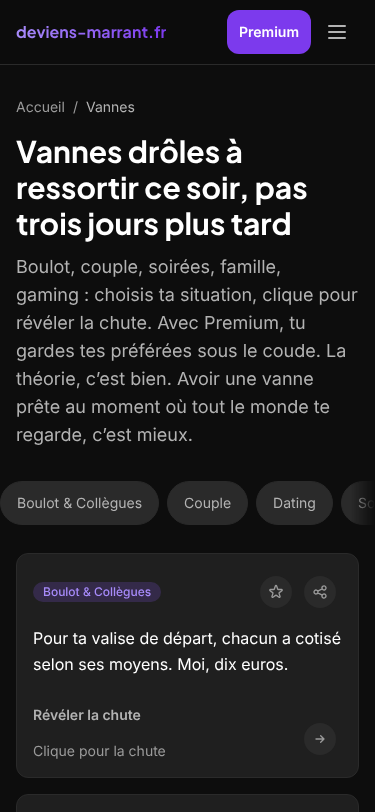 deviens-marrant.fr
Premium
Accueil / Vannes
Vannes drôles à
ressortir ce soir, pas
trois jours plus tard
Boulot, couple, soirées, famille,
gaming : choisis ta situation, clique pour
révéler la chute. Avec Premium, tu
gardes tes préférées sous le coude. La
théorie, c’est bien. Avoir une vanne
prête au moment où tout le monde te
regarde, c’est mieux.
Boulot & Collègues
Couple
Dating
Boulot & Collègues
Pour ta valise de départ, chacun a cotisé
selon ses moyens. Moi, dix euros.
Révéler la chute
Clique pour la chute